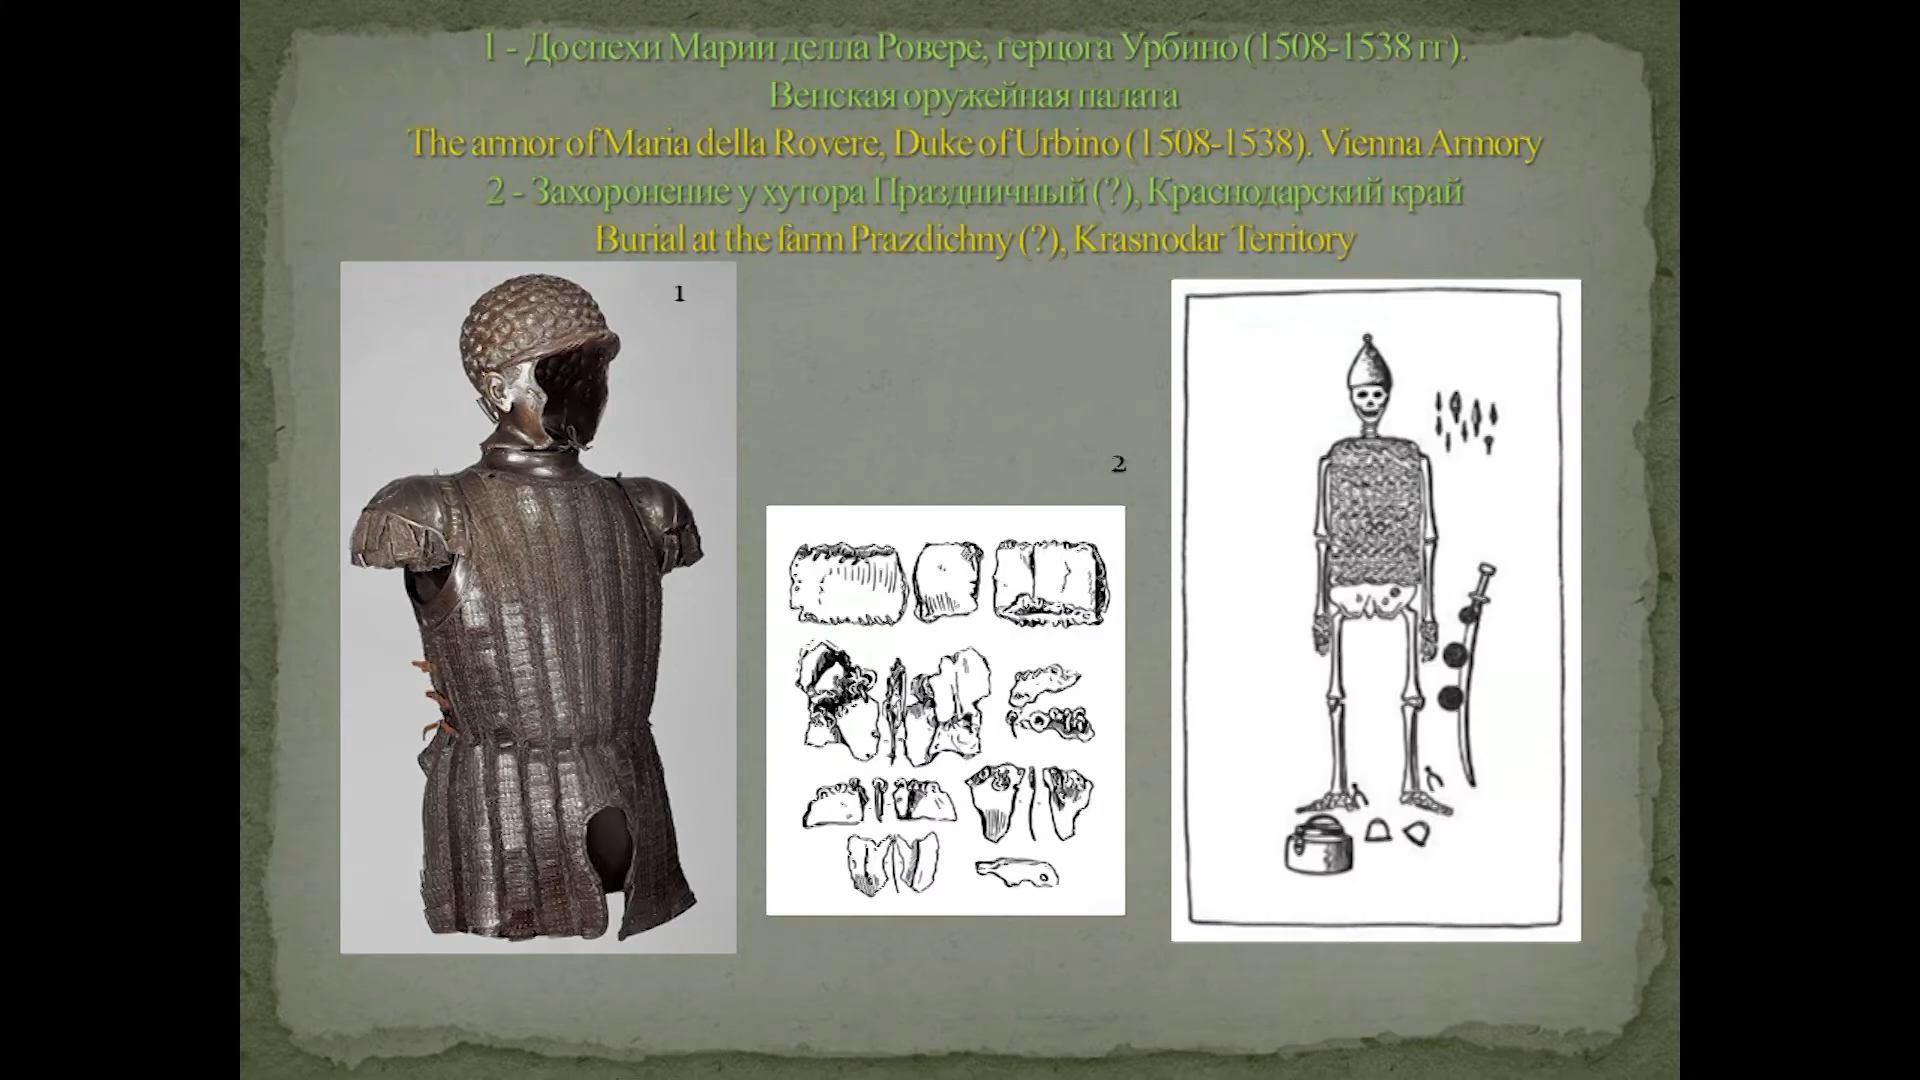 1 - Доспехи Марии делла Ровере, герцога Урбино (1508-1538 гг).
Венская оружейная палата
The armor of Maria della Rovere, Duke of Urbino (1508-1538). Vienna Armory
2 - Захоронение у хутора Праздничный (?), Краснодарский край
Burial at the farm Prazdichny (?), Krasnodar Territory
1
2